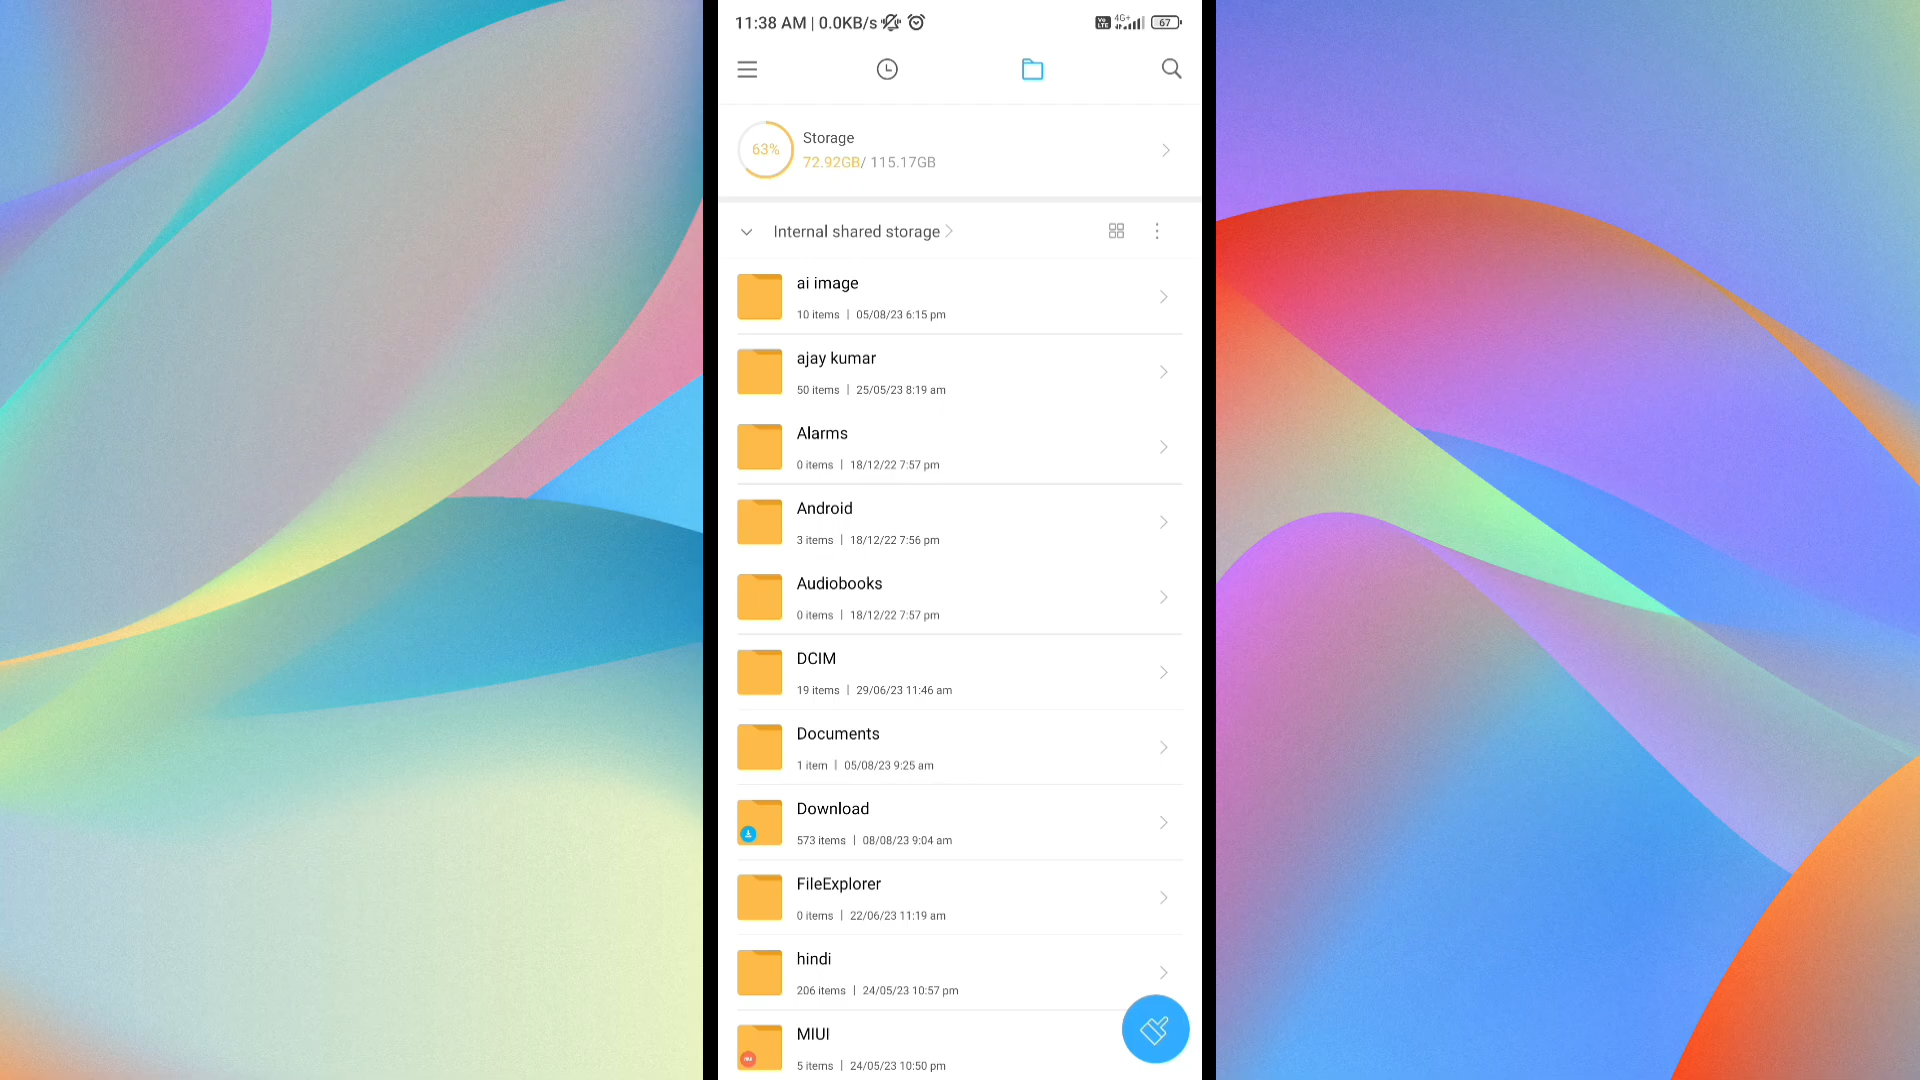 11:38 AM | 0.0KB/s
Vo LTE 4G+ 67
63%
Storage
72.92GB/ 115.17GB
Internal shared storage
ai image
10 items | 05/08/23 6:15 pm
ajay kumar
50 items | 25/05/23 8:19 am
Alarms
0 items | 18/12/22 7:57 pm
Android
3 items | 18/12/22 7:56 pm
Audiobooks
0 items | 18/12/22 7:57 pm
DCIM
19 items | 29/06/23 11:46 am
Documents
1 item | 05/08/23 9:25 am
Download
573 items | 08/08/23 9:04 am
FileExplorer
0 items | 22/06/23 11:19 am
hindi
206 items | 24/05/23 10:57 pm
MIUI
5 items | 24/05/23 10:50 pm